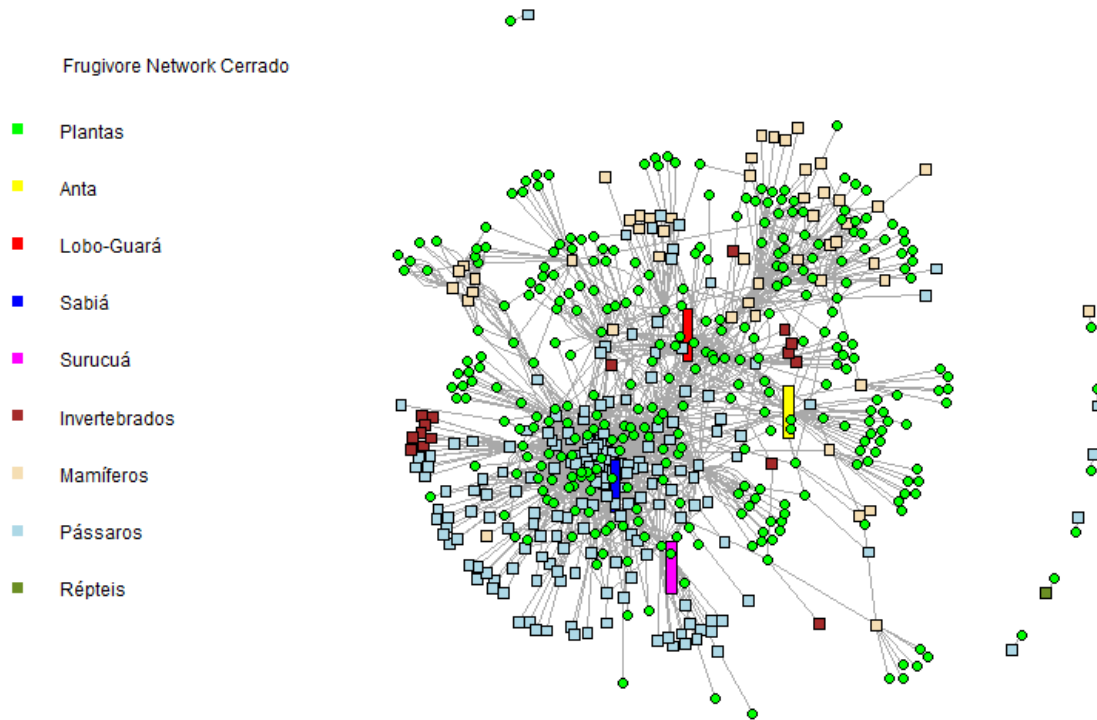 Frugivore Network Cerrado
Plantas
Anta
Lobo-Guará
Sabiá
Surucuá
Invertebrados
Mamíferos
Pássaros
Répteis